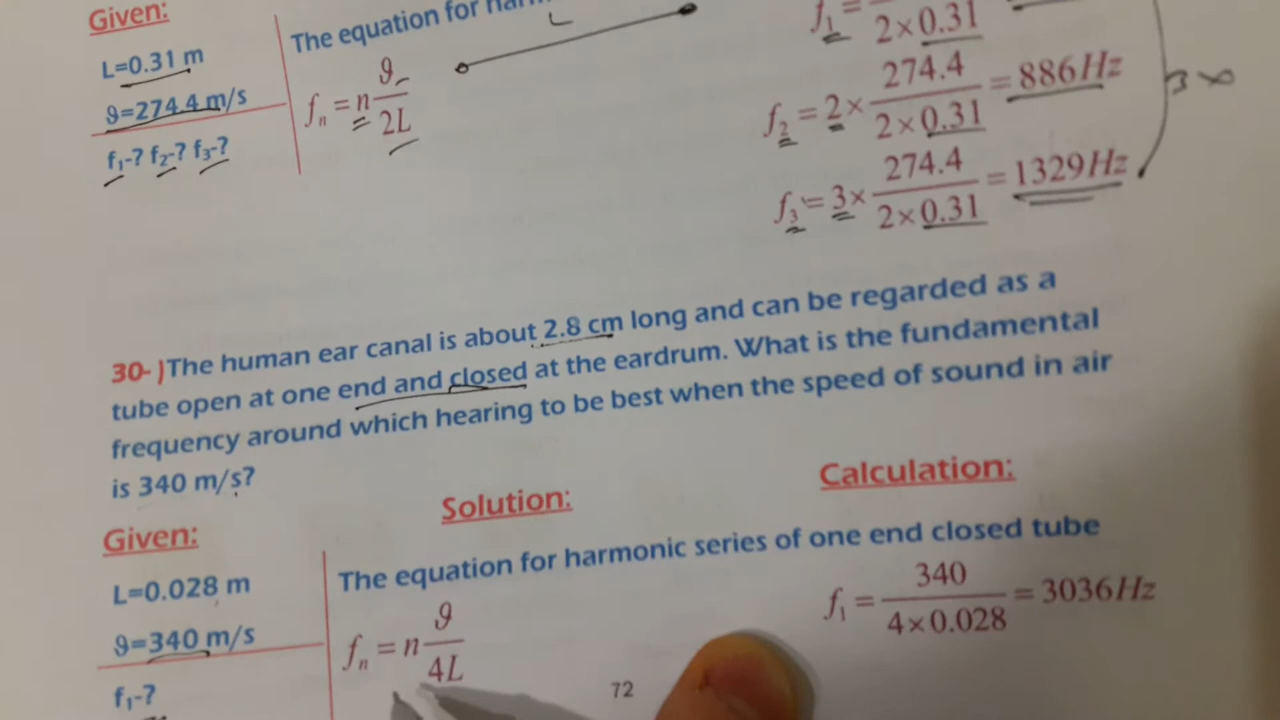 Given:
The equation for
L=0.31 m
ϑ=274.4 m/s
f₁-? f₂-? f₃-?
fₙ = n ϑ/2L
L
f₁ = 2×0.31
f₂ = 2× 274.4/2×0.31 = 886Hz
f₃ = 3× 274.4/2×0.31 = 1329Hz
30- )The human ear canal is about 2.8 cm long and can be regarded as a
tube open at one end and closed at the eardrum. What is the fundamental
frequency around which hearing to be best when the speed of sound in air
is 340 m/s?
Given:
Solution:
Calculation:
L=0.028 m
ϑ=340 m/s
f₁-?
The equation for harmonic series of one end closed tube
fₙ = n ϑ/4L
f₁ = 340/4×0.028 = 3036Hz
72